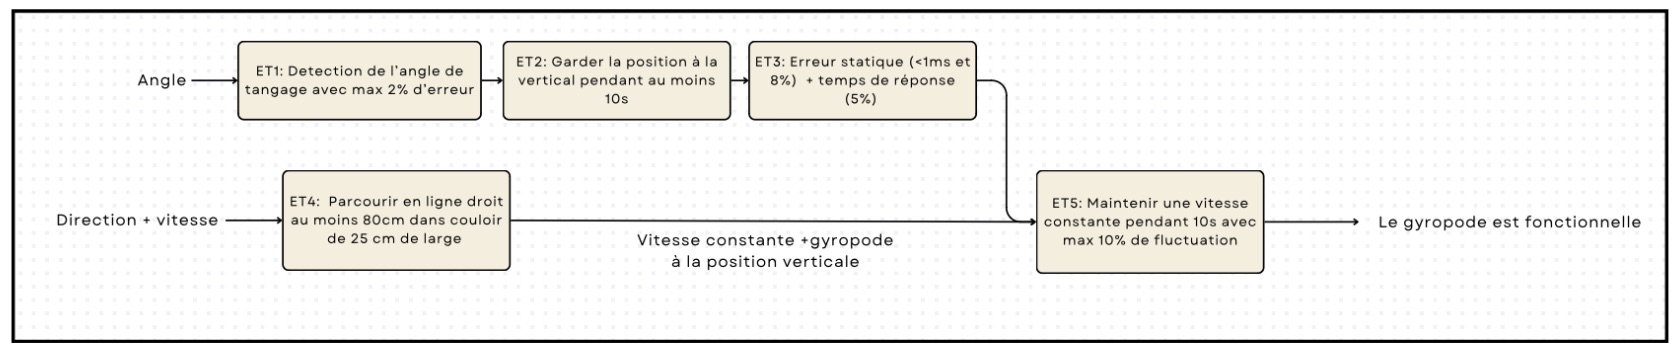 Angle
ET1: Detection de l'angle de
tangage avec max 2% d'erreur
ET2: Garder la position à la
vertical pendant au moins
10s
ET3: Erreur statique (<1ms et
8%) + temps de réponse
(5%)
Direction + vitesse
ET4: Parcourir en ligne droit
au moins 80cm dans couloir
de 25 cm de large
Vitesse constante +gyropode
à la position verticale
ET5: Maintenir une vitesse
constante pendant 10s avec
max 10% de fluctuation
Le gyropode est fonctionnelle